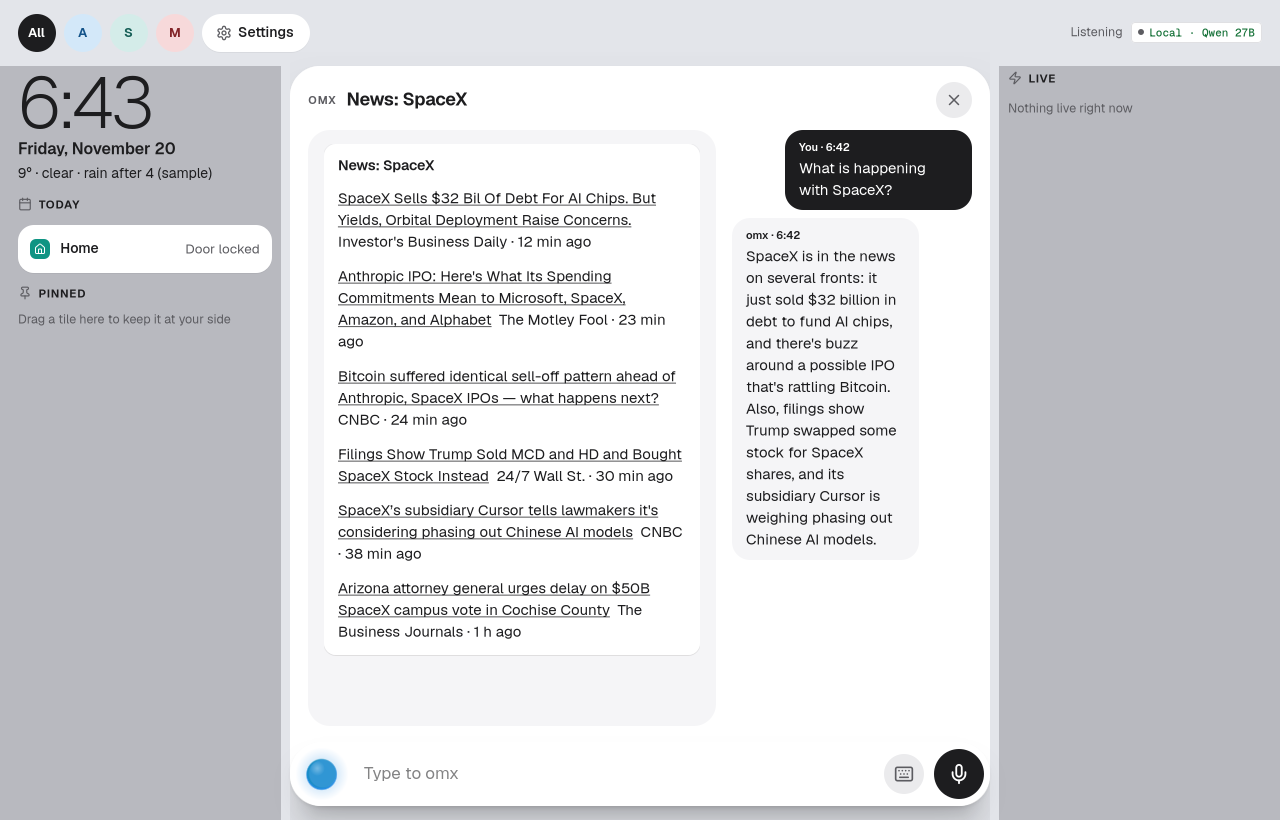 All
A
S
M
Settings
Listening
Local · Qwen 27B
6:43
Friday, November 20
9° · clear · rain after 4 (sample)
TODAY
Home
Door locked
PINNED
Drag a tile here to keep it at your side
OMX News: SpaceX
News: SpaceX
SpaceX Sells $32 Bil Of Debt For AI Chips. But
Yields, Orbital Deployment Raise Concerns.
Investor's Business Daily · 12 min ago
Anthropic IPO: Here's What Its Spending
Commitments Mean to Microsoft, SpaceX,
Amazon, and Alphabet The Motley Fool · 23 min
ago
Bitcoin suffered identical sell-off pattern ahead of
Anthropic, SpaceX IPOs — what happens next?
CNBC · 24 min ago
Filings Show Trump Sold MCD and HD and Bought
SpaceX Stock Instead 24/7 Wall St. · 30 min ago
SpaceX's subsidiary Cursor tells lawmakers it's
considering phasing out Chinese AI models CNBC
· 38 min ago
Arizona attorney general urges delay on $50B
SpaceX campus vote in Cochise County The
Business Journals · 1 h ago
You · 6:42
What is happening
with SpaceX?
omx · 6:42
SpaceX is in the news
on several fronts: it
just sold $32 billion in
debt to fund AI chips,
and there's buzz
around a possible IPO
that's rattling Bitcoin.
Also, filings show
Trump swapped some
stock for SpaceX
shares, and its
subsidiary Cursor is
weighing phasing out
Chinese AI models.
Type to omx
LIVE
Nothing live right now